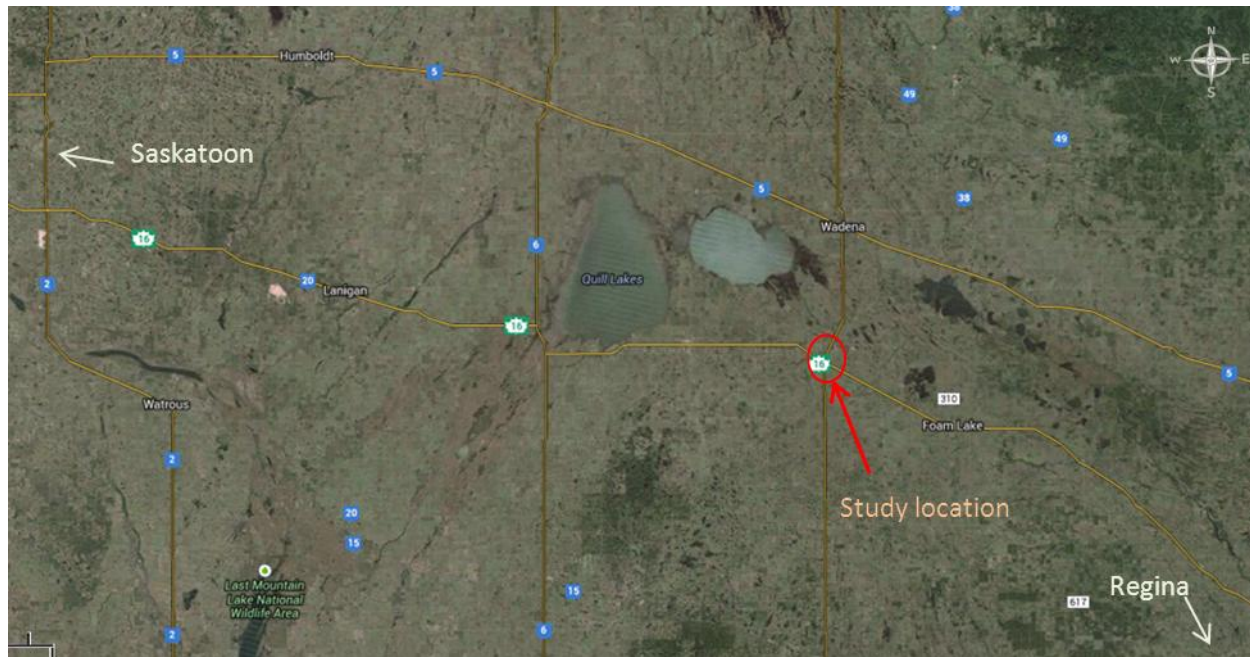 38
N
W E
S
5
Humboldt
5
49
49
Saskatoon
5
38
16
Wadena
6
2
20
Quill Lakes
Lanigan
16
16
5
Watrous
310
Foam Lake
2
Study location
20
15
Last Mountain
Lake National
Wildlife Area
15
617
Regina
2
6